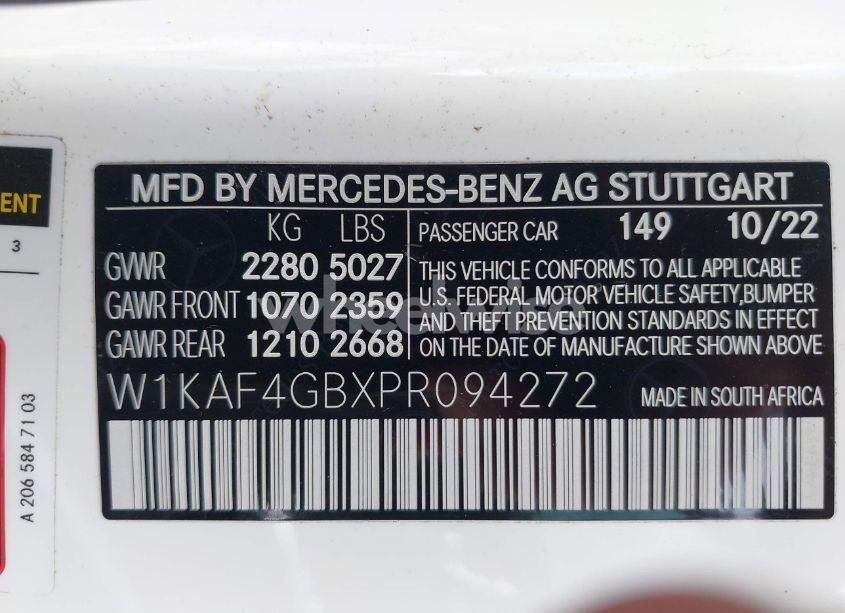 MFD BY MERCEDES-BENZ AG STUTTGART
KG LBS
GVWR 2280 5027
GAWR FRONT 1070 2359
GAWR REAR 1210 2668
PASSENGER CAR 149 10/22
THIS VEHICLE CONFORMS TO ALL APPLICABLE
U.S. FEDERAL MOTOR VEHICLE SAFETY,BUMPER
AND THEFT PREVENTION STANDARDS IN EFFECT
ON THE DATE OF MANUFACTURE SHOWN ABOVE
W1KAF4GBXPR094272 MADE IN SOUTH AFRICA
ENT
3
A 206 584 71 03